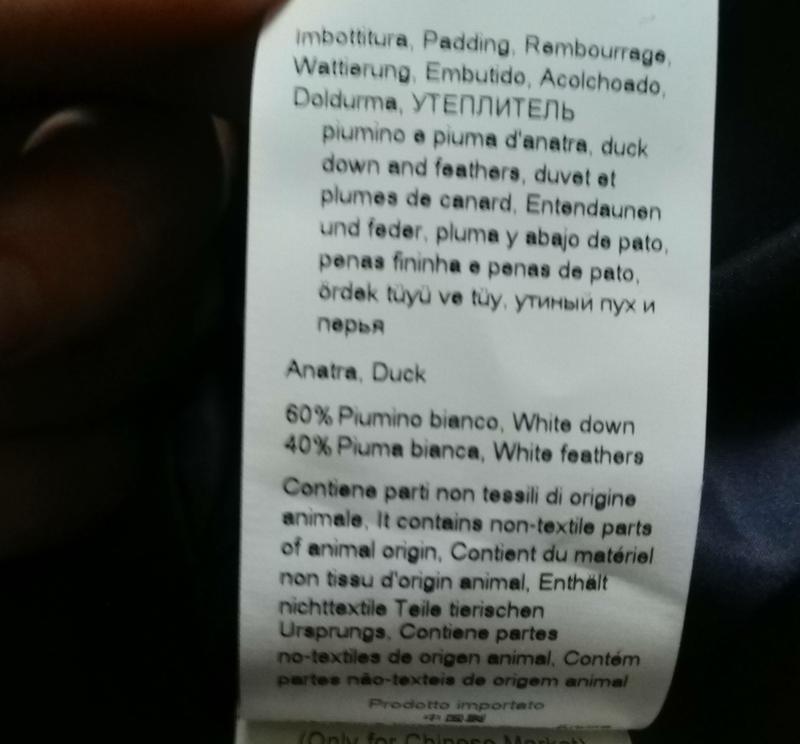 Imbottitura, Padding, Rembourrage,
Wattierung, Embutido, Acolchoado,
Doldurma, УТЕПЛИТЕЛЬ
piumino e piuma d'anatra, duck
down and feathers, duvet et
plumes de canard, Entendaunen
und feder, pluma y abajo de pato,
penas fininha e penas de pato,
ördek tüyü ve tüy, утиный пух и
перья
Anatra, Duck
60% Piumino bianco, White down
40% Piuma bianca, White feathers
Contiene parti non tessili di origine
animale, It contains non-textile parts
of animal origin, Contient du matériel
non tissu d'origin animal, Enthält
nichttextile Teile tierischen
Ursprungs, Contiene partes
no-textiles de origen animal, Contém
partes não-texteis de origem animal
Prodotto importato
(Only for Chinese Market)